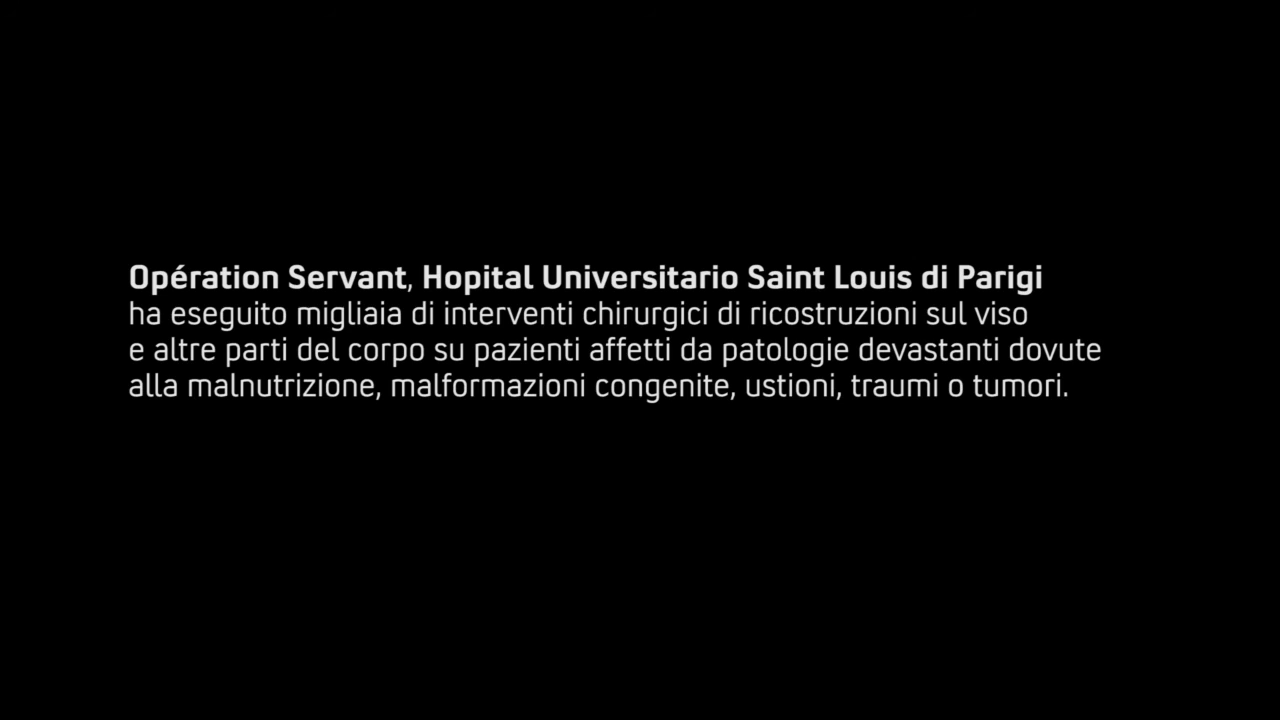 Opération Servant, Hopital Universitario Saint Louis di Parigi
ha eseguito migliaia di interventi chirurgici di ricostruzioni sul viso
e altre parti del corpo su pazienti affetti da patologie devastanti dovute
alla malnutrizione, malformazioni congenite, ustioni, traumi o tumori.